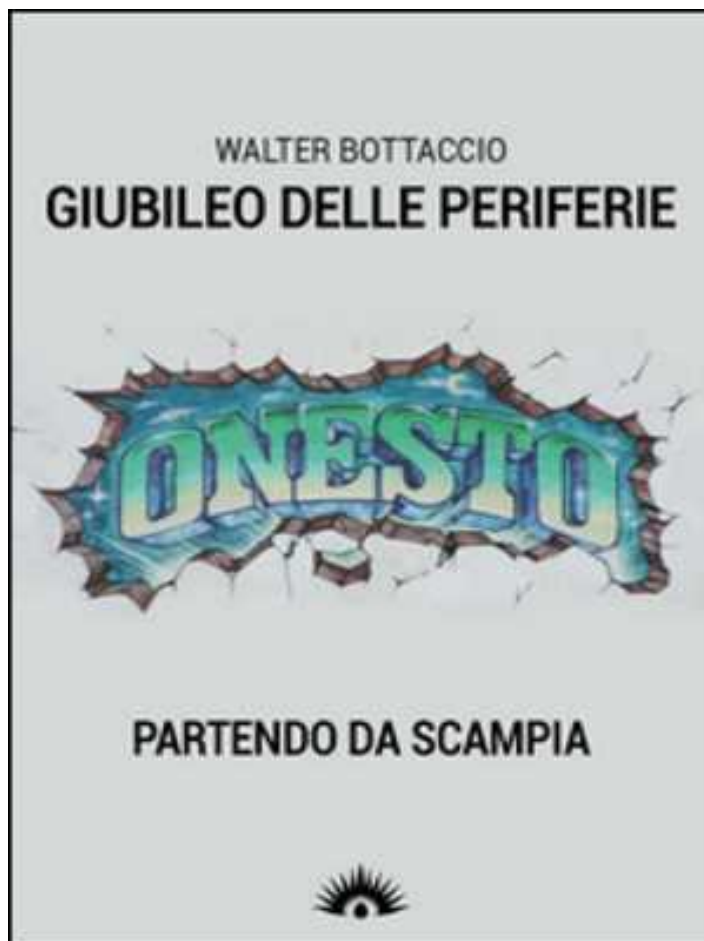 WALTER BOTTACCIO
GIUBILEO DELLE PERIFERIE
ONESTO
PARTENDO DA SCAMPIA